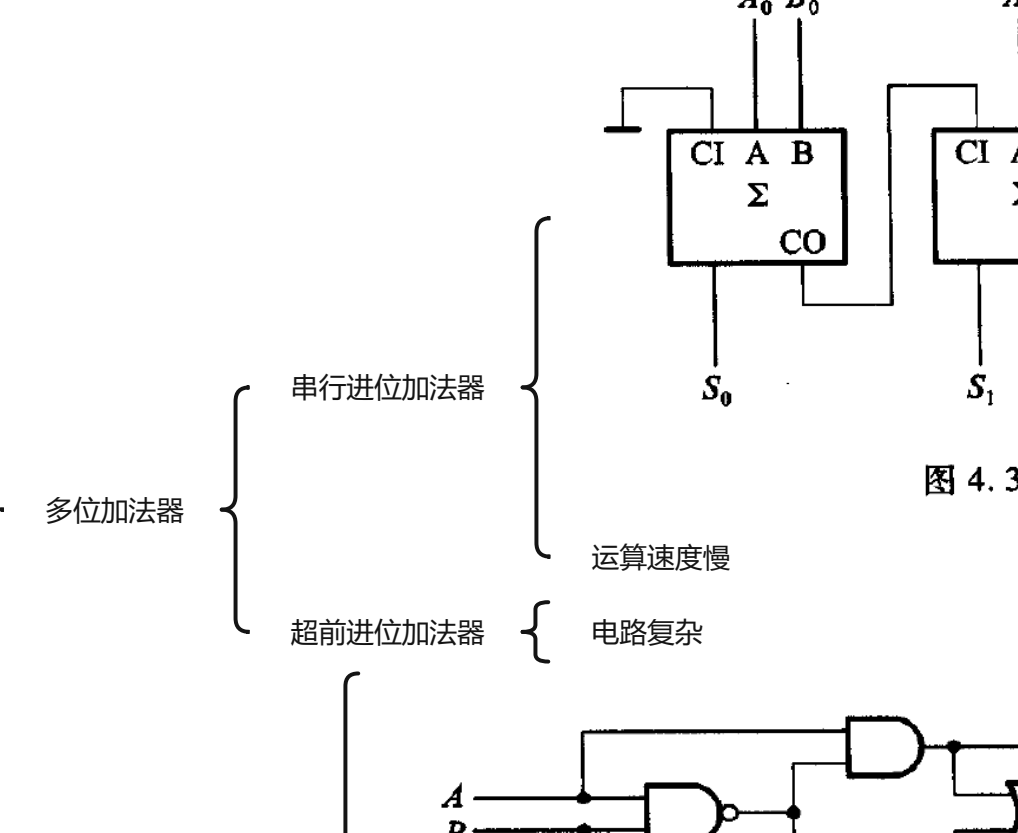 A₀ B₀
CI A B
Σ
CO
CI
S₀
S₁
图 4.3
串行进位加法器
多位加法器
运算速度慢
超前进位加法器
电路复杂
A
B